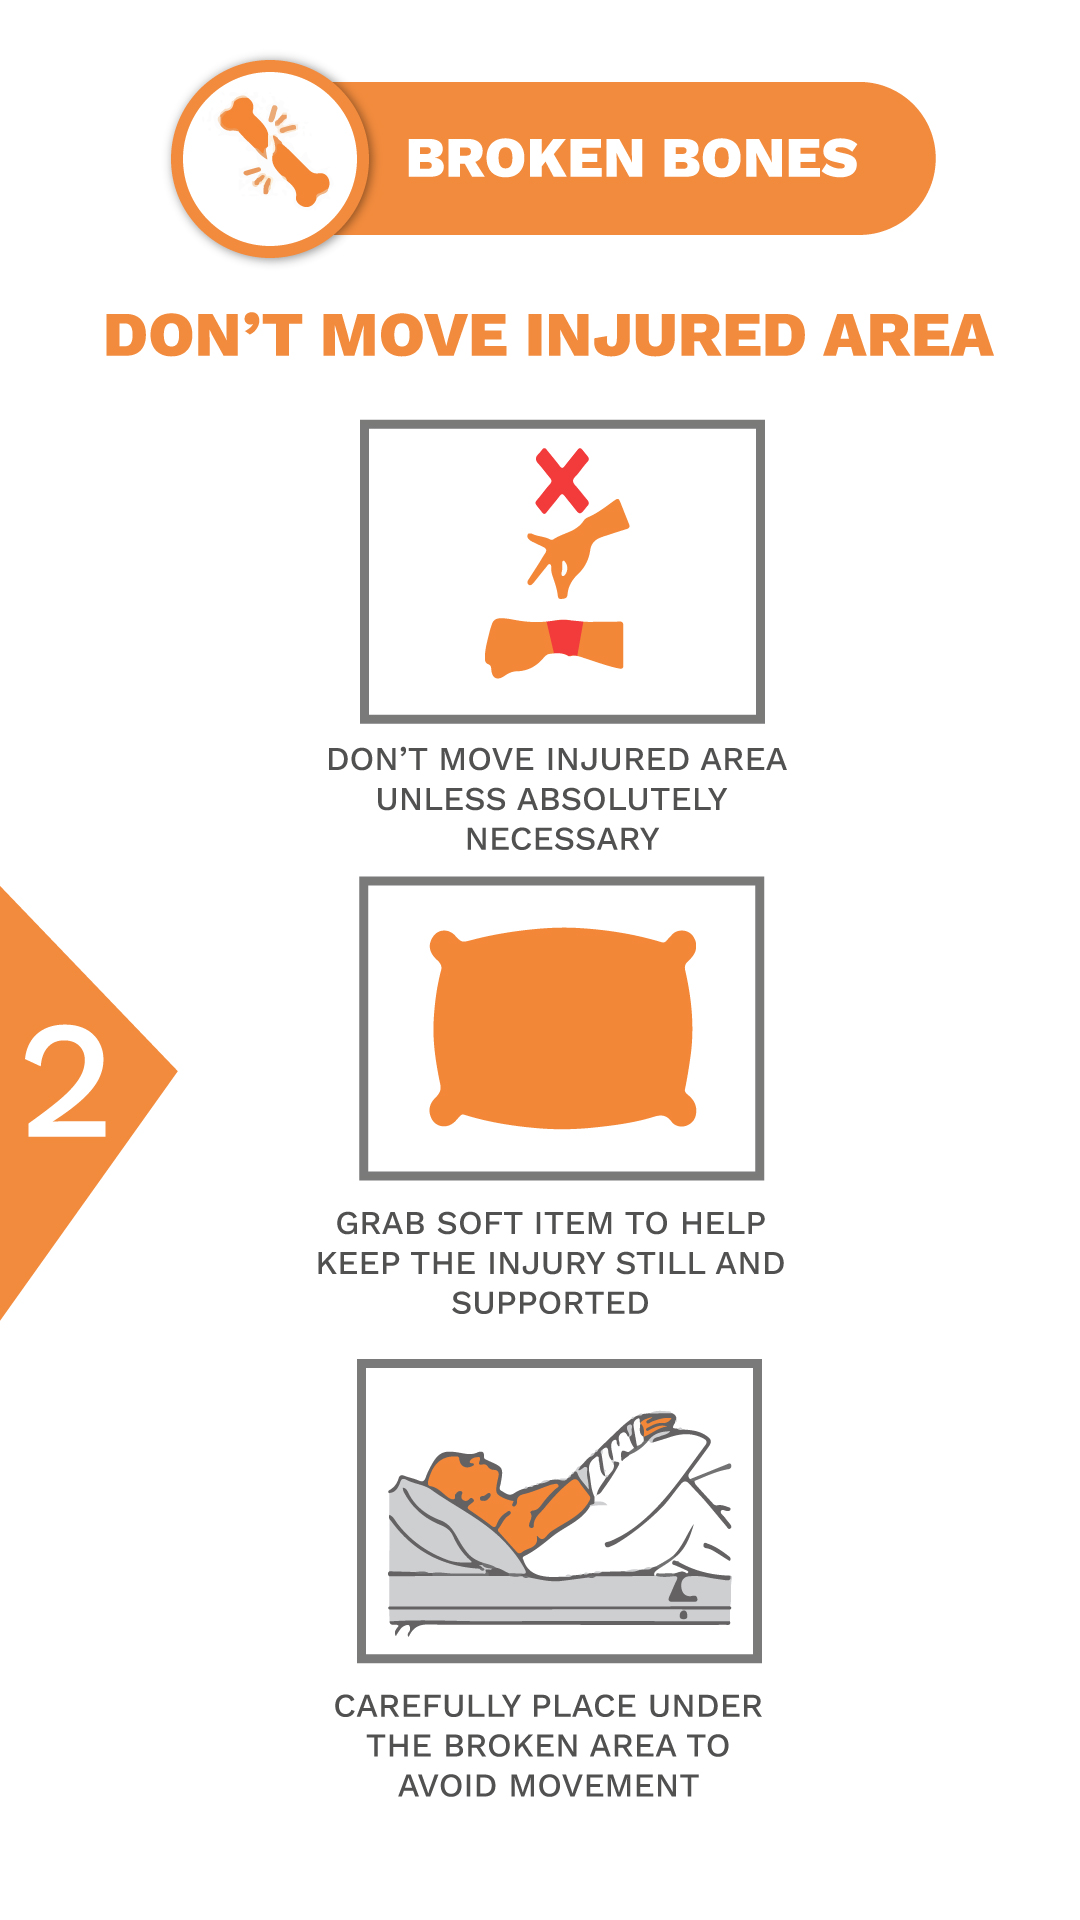 BROKEN BONES
DON’T MOVE INJURED AREA
DON’T MOVE INJURED AREA
UNLESS ABSOLUTELY
NECESSARY
2
GRAB SOFT ITEM TO HELP
KEEP THE INJURY STILL AND
SUPPORTED
CAREFULLY PLACE UNDER
THE BROKEN AREA TO
AVOID MOVEMENT